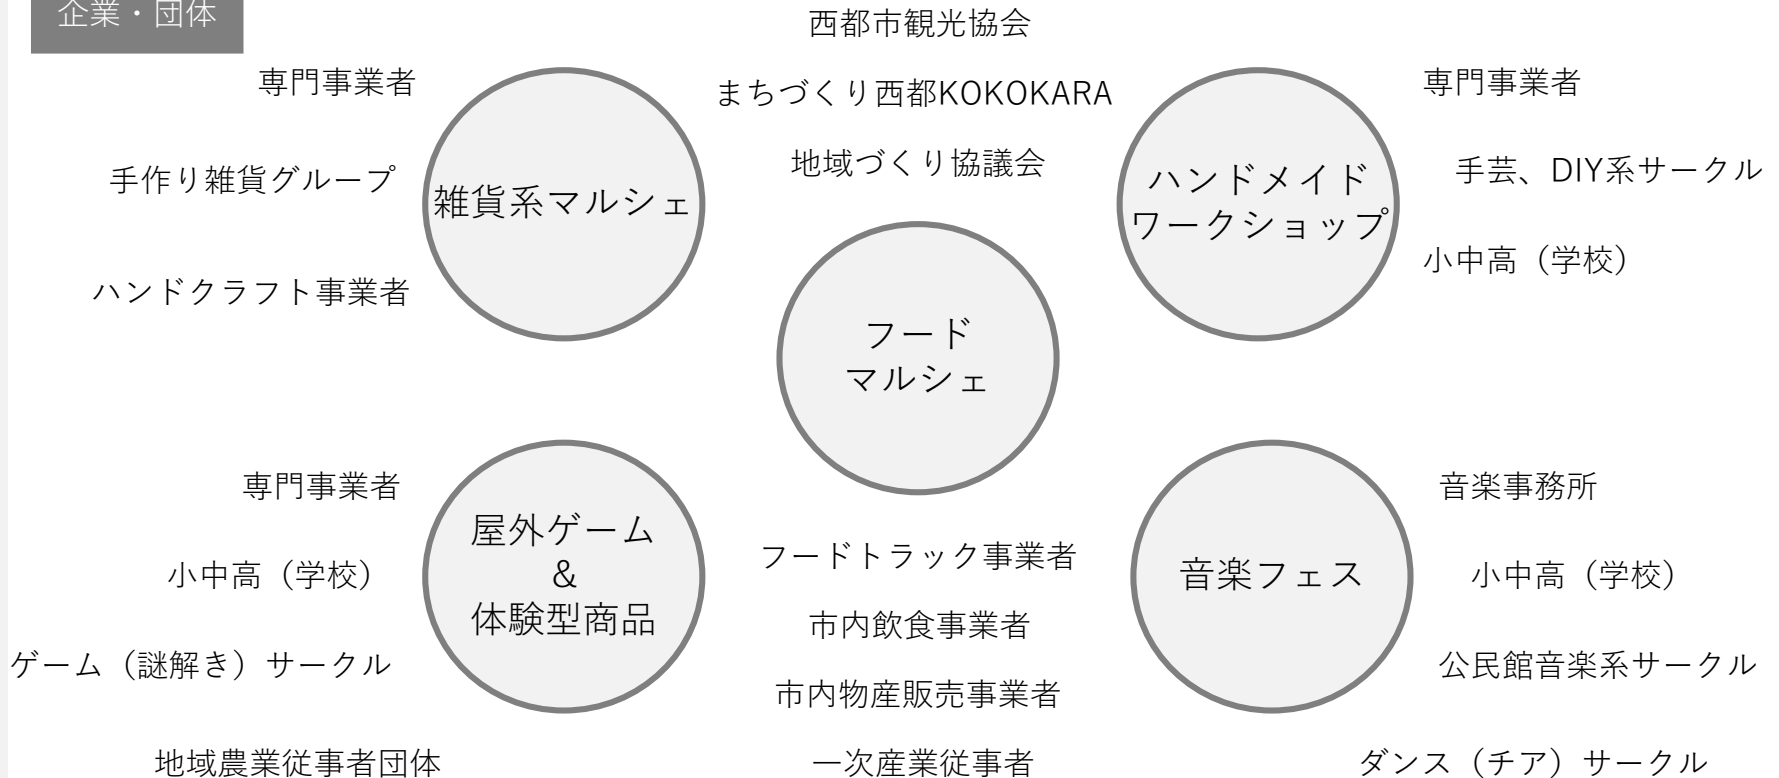 企業・団体
西都市観光協会
まちづくり西都KOKOKARA
地域づくり協議会
専門事業者
手作り雑貨グループ
ハンドクラフト事業者
雑貨系マルシェ
ハンドメイド
ワークショップ
専門事業者
手芸、DIY系サークル
小中高（学校）
フード
マルシェ
専門事業者
小中高（学校）
ゲーム（謎解き）サークル
地域農業従事者団体
屋外ゲーム
&
体験型商品
フードトラック事業者
市内飲食事業者
市内物産販売事業者
一次産業従事者
音楽フェス
音楽事務所
小中高（学校）
公民館音楽系サークル
ダンス（チア）サークル